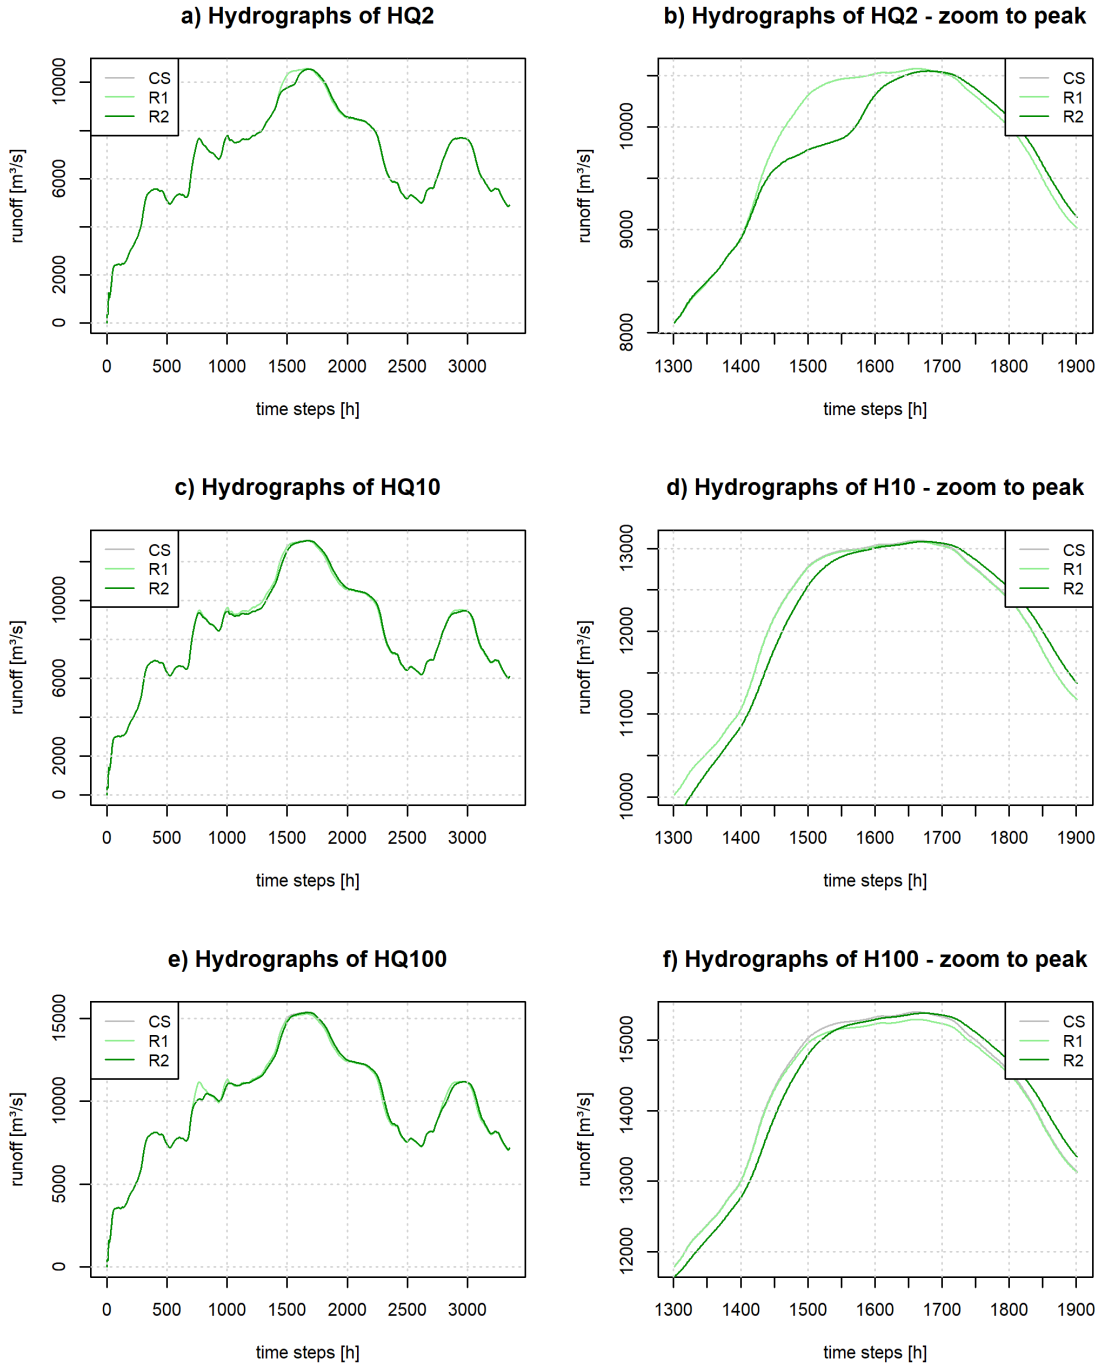 a) Hydrographs of HQ2
runoff [m³/s]
10000
6000
2000
0
CS
R1
R2
0 500 1000 1500 2000 2500 3000
time steps [h]
b) Hydrographs of HQ2 - zoom to peak
runoff [m³/s]
10000
9000
8000
CS
R1
R2
1300 1400 1500 1600 1700 1800 1900
time steps [h]
c) Hydrographs of HQ10
runoff [m³/s]
10000
6000
2000
0
CS
R1
R2
0 500 1000 1500 2000 2500 3000
time steps [h]
d) Hydrographs of H10 - zoom to peak
runoff [m³/s]
13000
12000
11000
10000
CS
R1
R2
1300 1400 1500 1600 1700 1800 1900
time steps [h]
e) Hydrographs of HQ100
runoff [m³/s]
15000
10000
5000
0
CS
R1
R2
0 500 1000 1500 2000 2500 3000
time steps [h]
f) Hydrographs of H100 - zoom to peak
runoff [m³/s]
15000
14000
13000
12000
CS
R1
R2
1300 1400 1500 1600 1700 1800 1900
time steps [h]